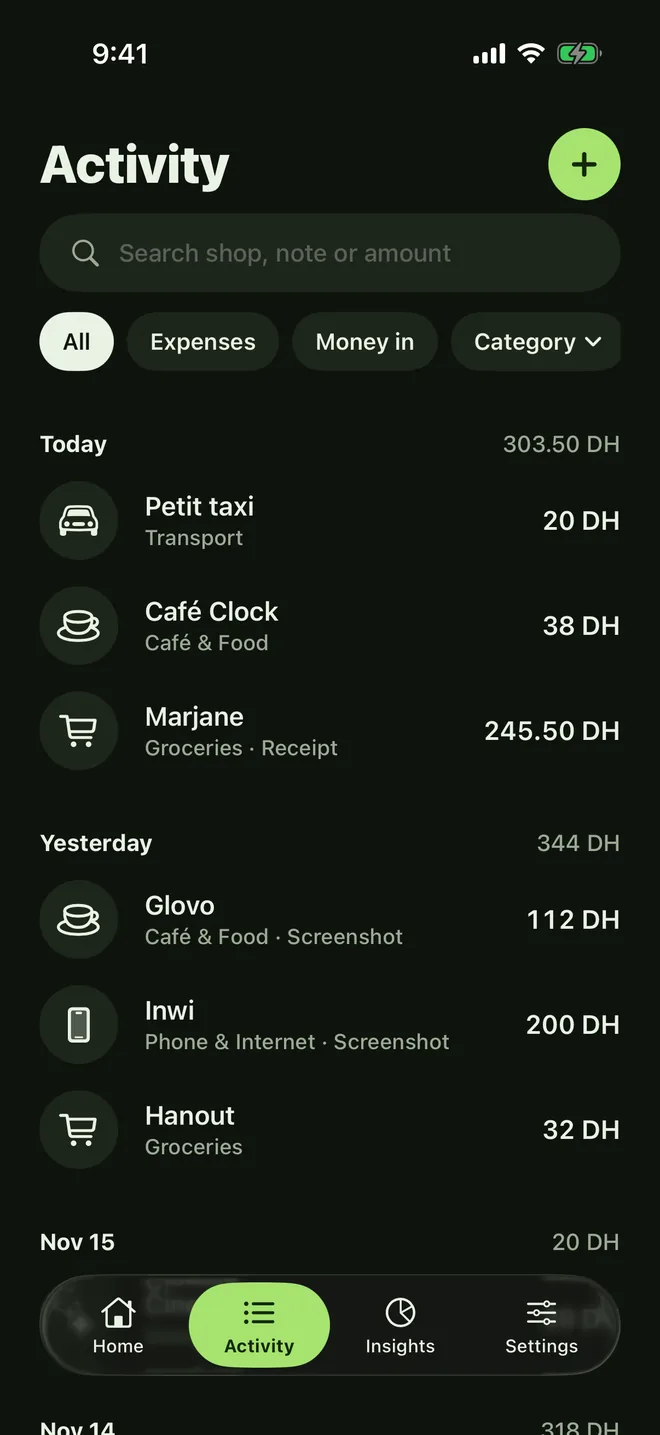 9:41
Activity
Search shop, note or amount
All Expenses Money in Category
Today 303.50 DH
Petit taxi
Transport
20 DH
Café Clock
Café & Food
38 DH
Marjane
Groceries · Receipt
245.50 DH
Yesterday 344 DH
Glovo
Café & Food · Screenshot
112 DH
Inwi
Phone & Internet · Screenshot
200 DH
Hanout
Groceries
32 DH
Nov 15 20 DH
Home Activity Insights Settings
Nov 14 318 DH